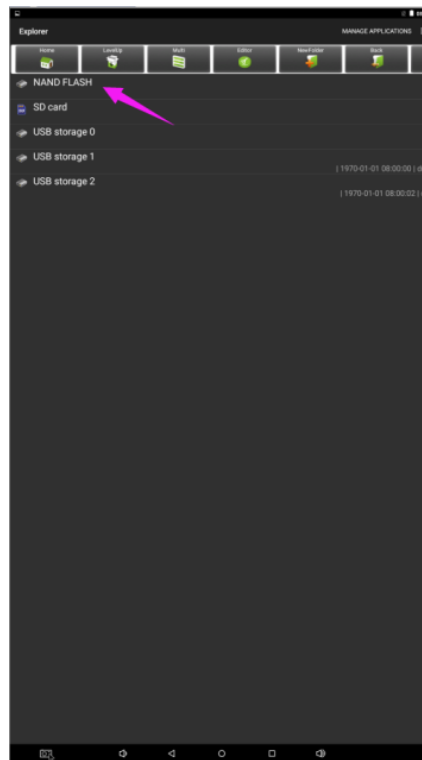 Explorer
MANAGE APPLICATIONS
Home LevelUp Multi Editor NewFolder Back
NAND FLASH
SD card
USB storage 0
USB storage 1
| 1970-01-01 08:00:00 | d
USB storage 2
| 1970-01-01 08:00:02 |